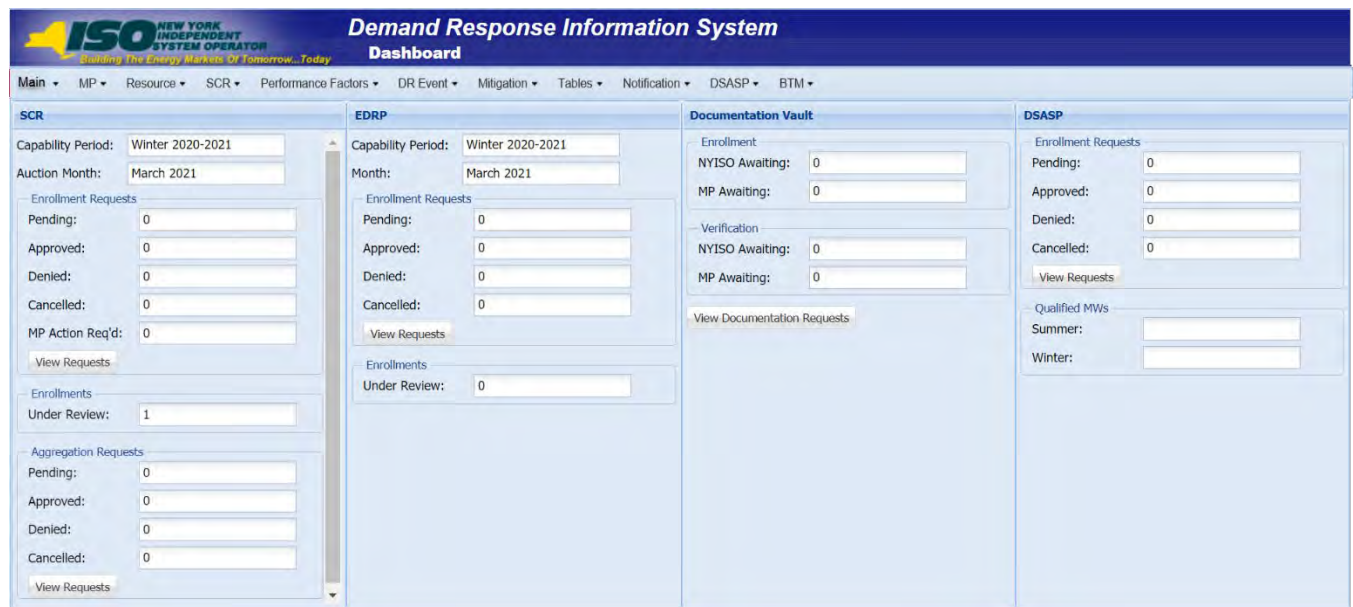 NEW YORK
INDEPENDENT
SYSTEM OPERATOR
ISO
Building The Energy Markets Of Tomorrow...Today
Demand Response Information System
Dashboard
Main MP Resource SCR Performance Factors DR Event Mitigation Tables Notification DSASP BTM
SCR
Capability Period: Winter 2020-2021
Auction Month: March 2021
Enrollment Requests
Pending: 0
Approved: 0
Denied: 0
Cancelled: 0
MP Action Req'd: 0
View Requests
Enrollments
Under Review: 1
Aggregation Requests
Pending: 0
Approved: 0
Denied: 0
Cancelled: 0
View Requests
EDRP
Capability Period: Winter 2020-2021
Month: March 2021
Enrollment Requests
Pending: 0
Approved: 0
Denied: 0
Cancelled: 0
View Requests
Enrollments
Under Review: 0
Documentation Vault
Enrollment
NYISO Awaiting: 0
MP Awaiting: 0
Verification
NYISO Awaiting: 0
MP Awaiting: 0
View Documentation Requests
DSASP
Enrollment Requests
Pending: 0
Approved: 0
Denied: 0
Cancelled: 0
View Requests
Qualified MWs
Summer:
Winter: